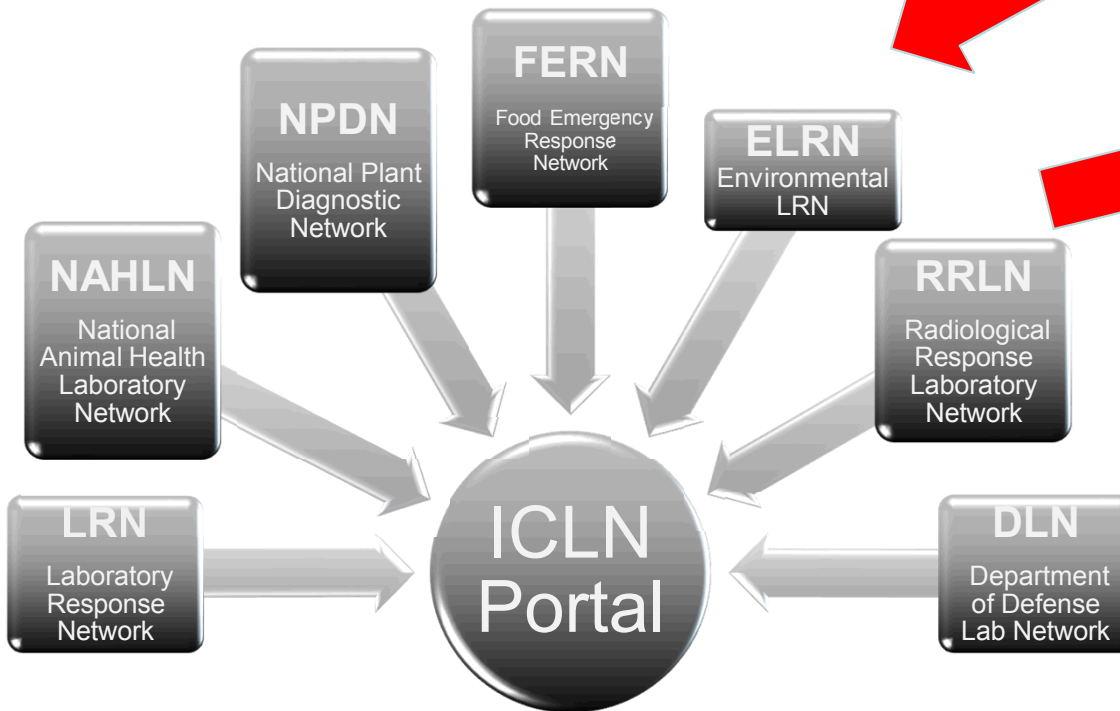 FERN
Food Emergency
Response
Network
NPDN
National Plant
Diagnostic
Network
ELRN
Environmental
LRN
NAHLN
National
Animal Health
Laboratory
Network
RRLN
Radiological
Response
Laboratory
Network
LRN
Laboratory
Response
Network
ICLN
Portal
DLN
Department
of Defense
Lab Network